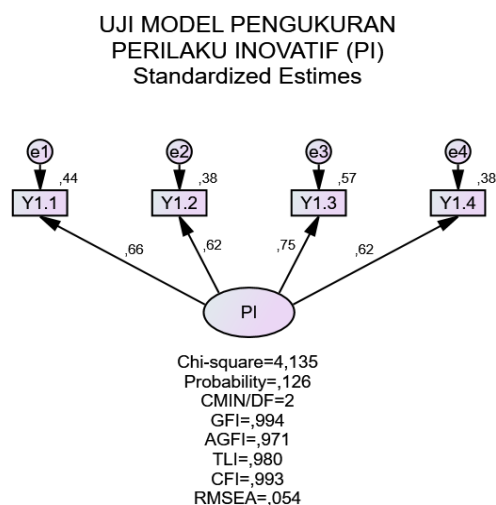 UJI MODEL PENGUKURAN
PERILAKU INOVATIF (PI)
Standardized Estimes
e1 e2 e3 e4
,44 ,38 ,57 ,38
Y1.1 Y1.2 Y1.3 Y1.4
,66 ,62 ,75 ,62
PI
Chi-square=4,135
Probability=,126
CMIN/DF=2
GFI=,994
AGFI=,971
TLI=,980
CFI=,993
RMSEA=,054